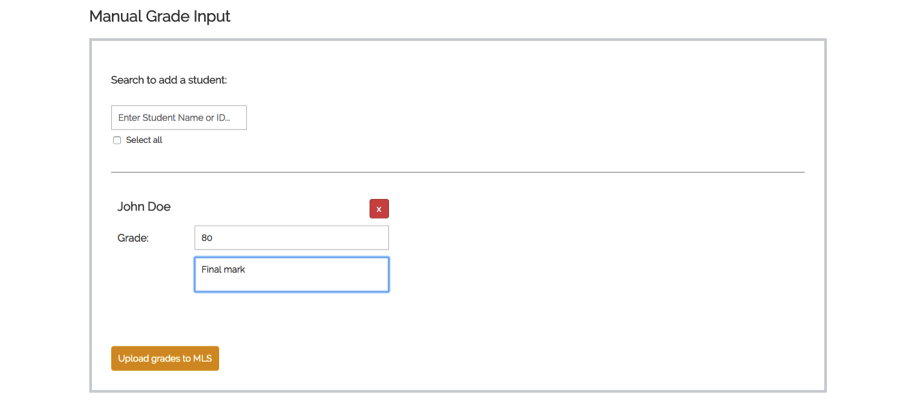 Manual Grade Input
Search to add a student:
Enter Student Name or ID...
Select all
John Doe
x
Grade:
80
Final mark
Upload grades to MLS